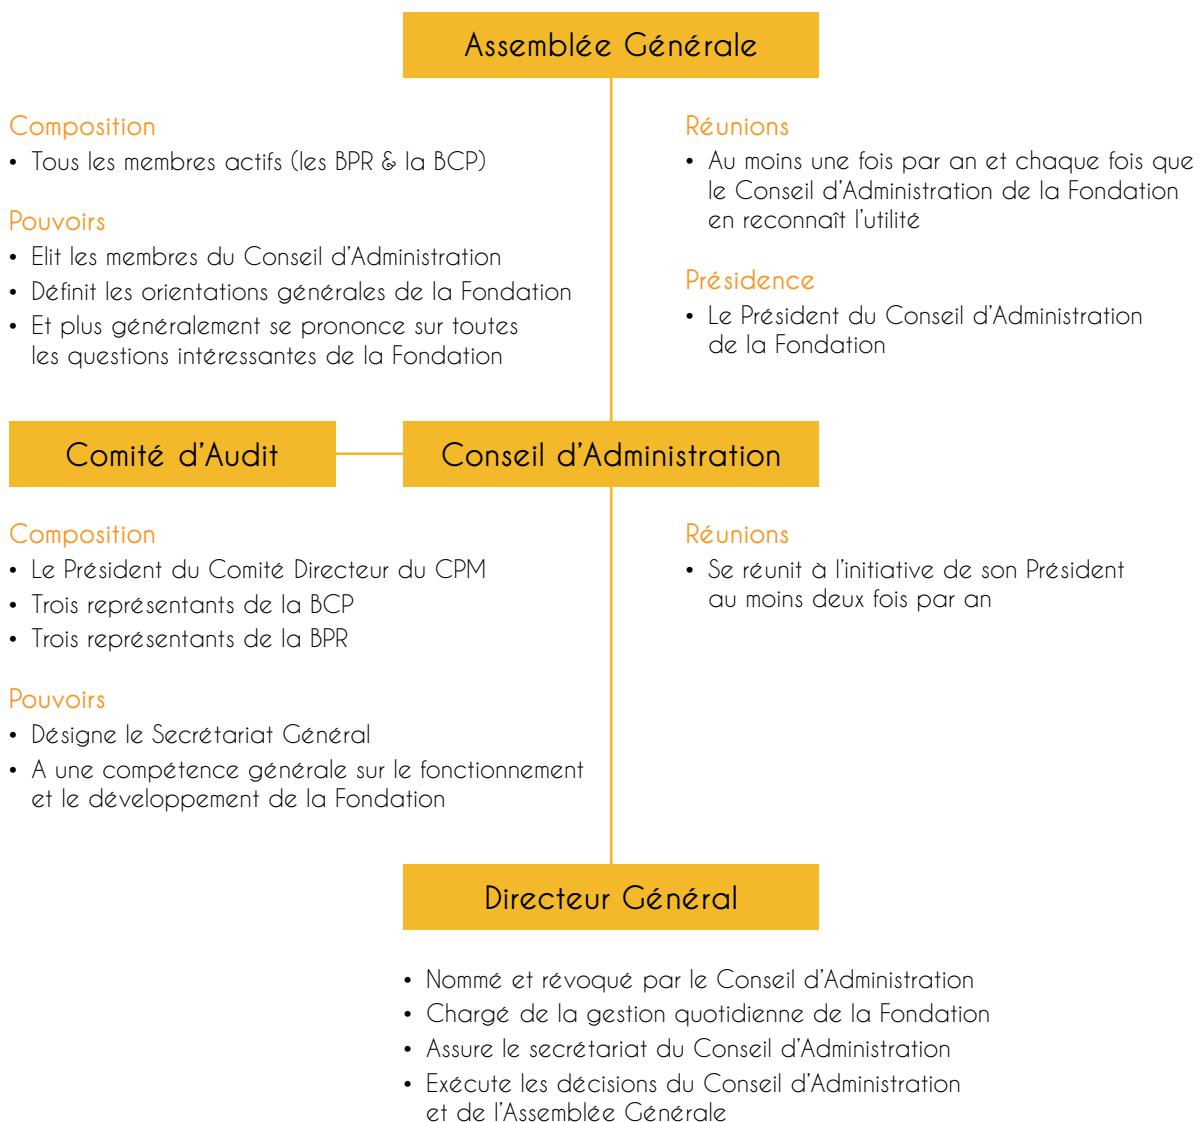 Assemblée Générale
Composition
• Tous les membres actifs (les BPR & la BCP)
Pouvoirs
• Elit les membres du Conseil d'Administration
• Définit les orientations générales de la Fondation
• Et plus généralement se prononce sur toutes
les questions intéressantes de la Fondation
Réunions
• Au moins une fois par an et chaque fois que
le Conseil d'Administration de la Fondation
en reconnaît l'utilité
Présidence
• Le Président du Conseil d'Administration
de la Fondation
Comité d'Audit
Conseil d'Administration
Composition
• Le Président du Comité Directeur du CPM
• Trois représentants de la BCP
• Trois représentants de la BPR
Pouvoirs
• Désigne le Secrétariat Général
• A une compétence générale sur le fonctionnement
et le développement de la Fondation
Réunions
• Se réunit à l'initiative de son Président
au moins deux fois par an
Directeur Général
• Nommé et révoqué par le Conseil d'Administration
• Chargé de la gestion quotidienne de la Fondation
• Assure le secrétariat du Conseil d'Administration
• Exécute les décisions du Conseil d'Administration
et de l'Assemblée Générale